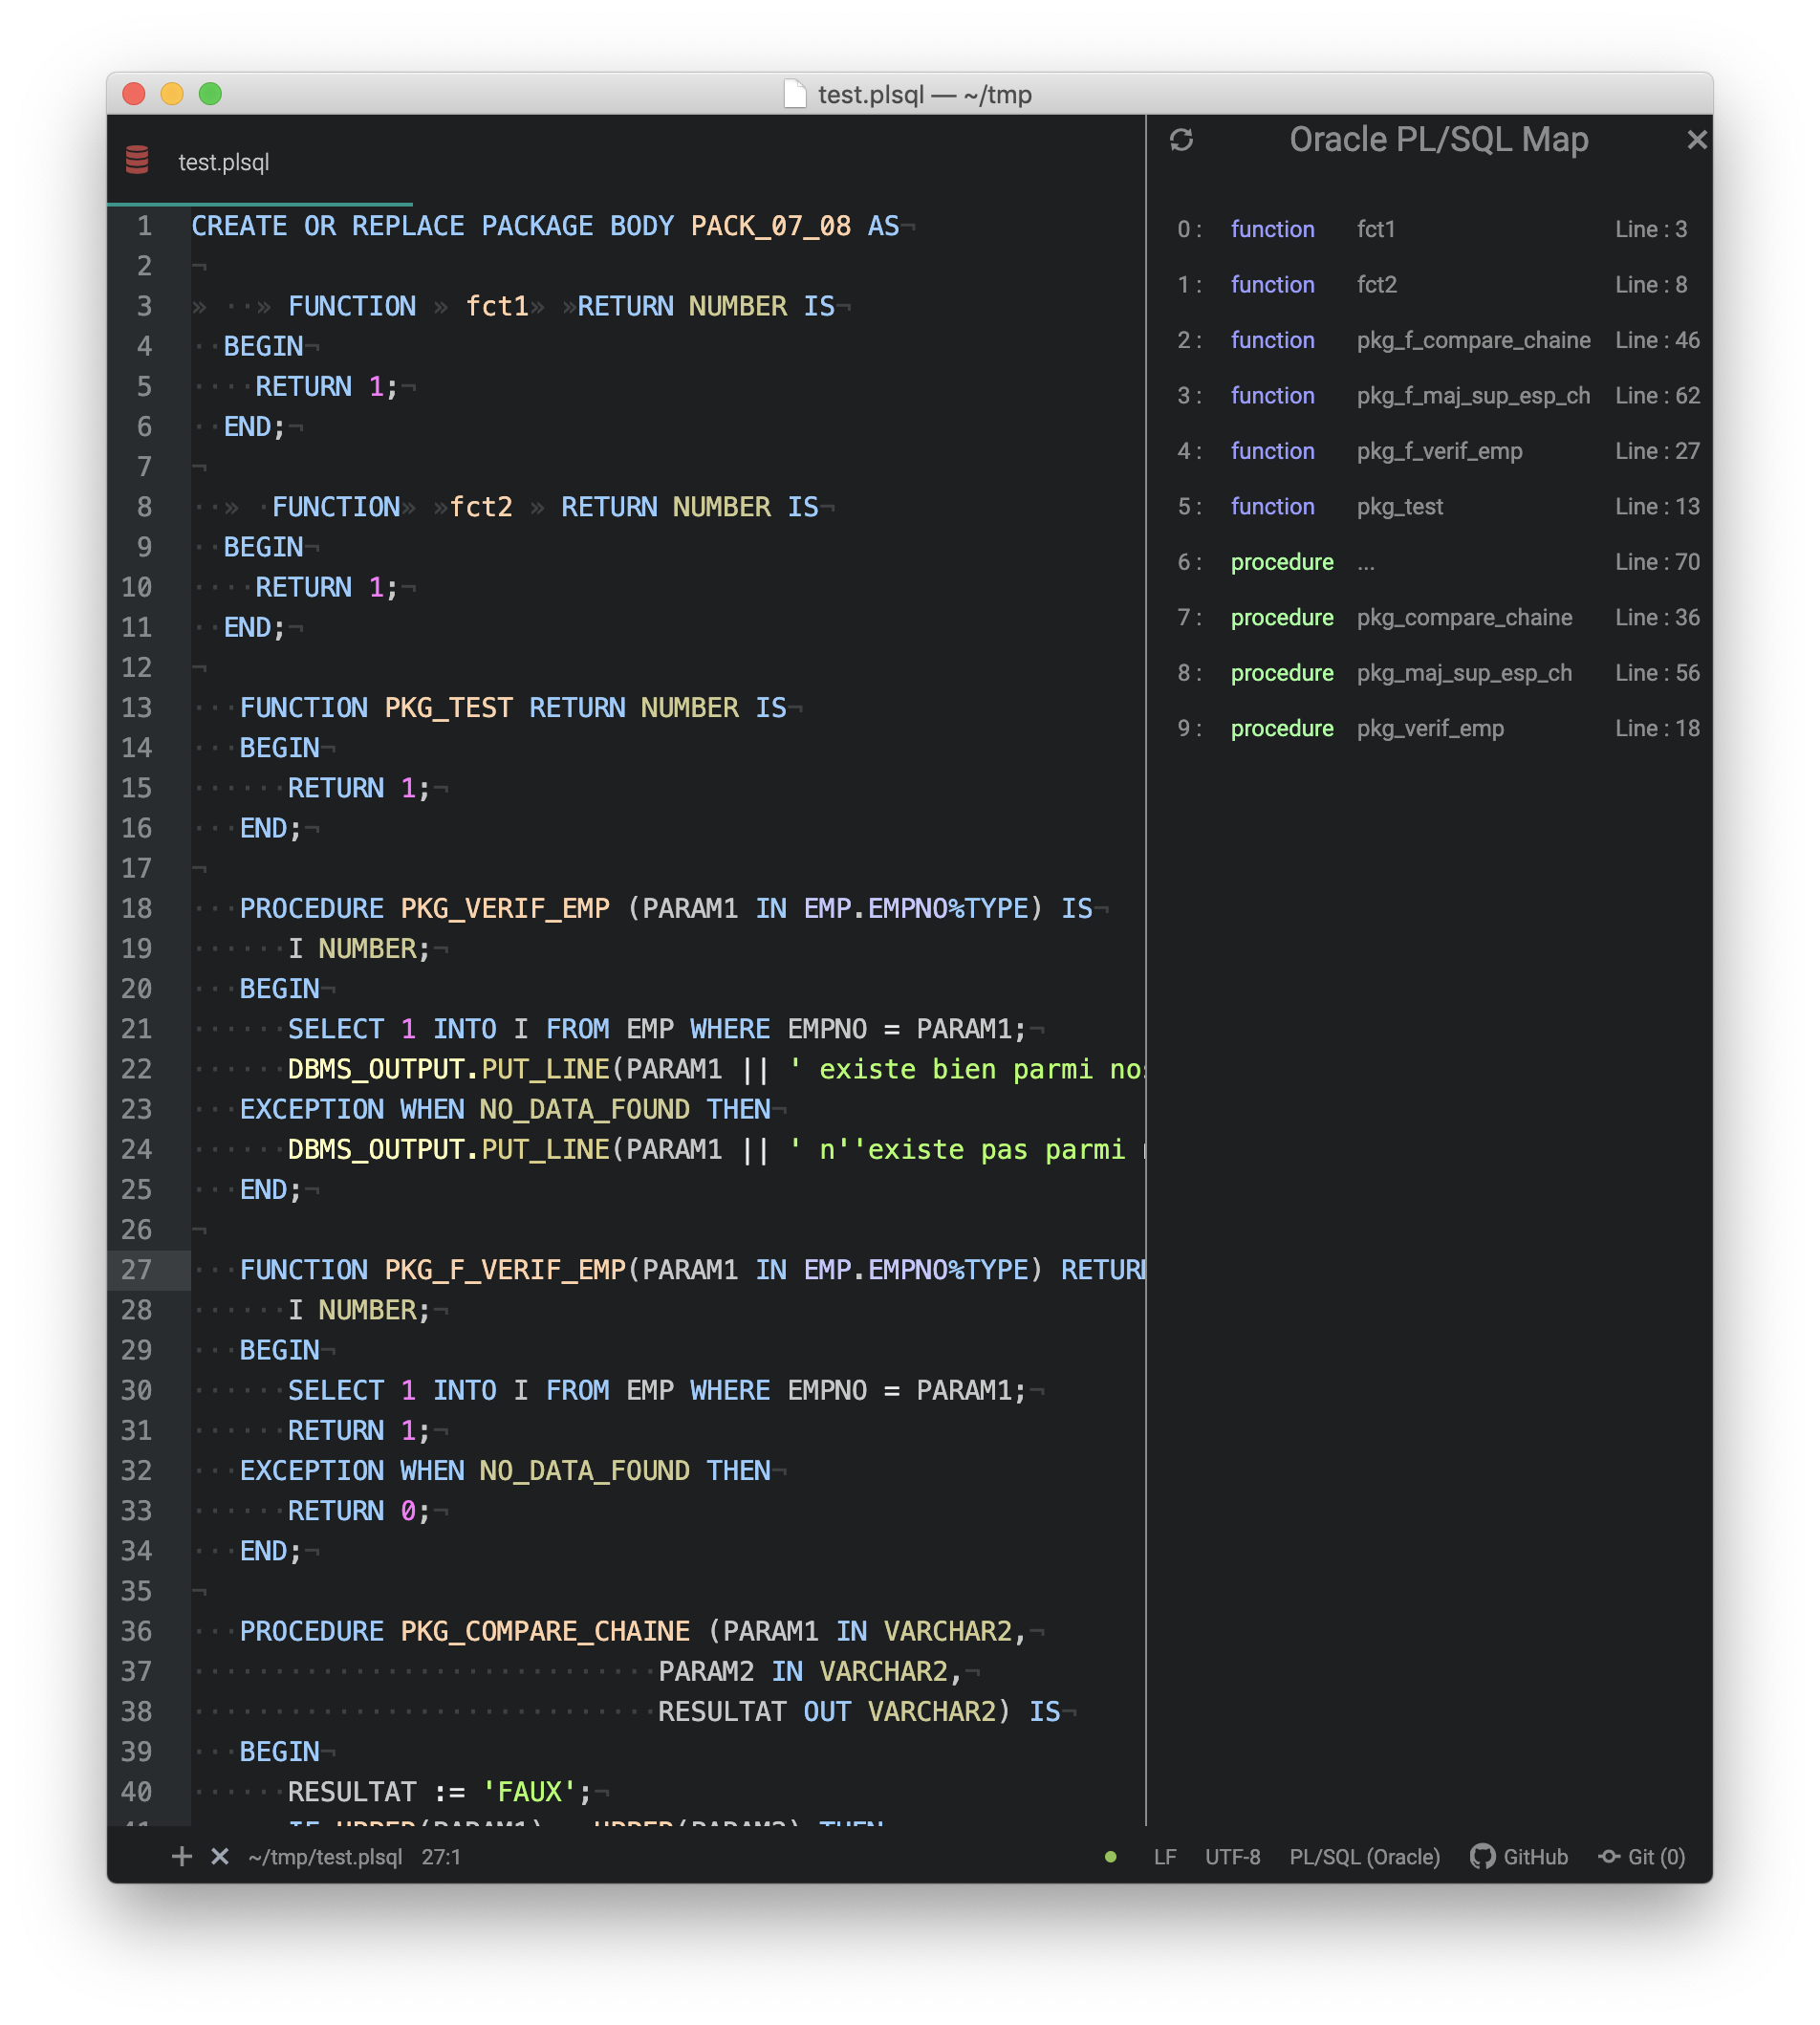 test.plsql — ~/tmp
test.plsql
1 CREATE OR REPLACE PACKAGE BODY PACK_07_08 AS¬
2 ¬
3 » ··» FUNCTION » fct1» »RETURN NUMBER IS¬
4 ··BEGIN¬
5 ····RETURN 1;¬
6 ··END;¬
7 ¬
8 ··» ·FUNCTION» »fct2 » RETURN NUMBER IS¬
9 ··BEGIN¬
10 ····RETURN 1;¬
11 ··END;¬
12 ¬
13 ···FUNCTION PKG_TEST RETURN NUMBER IS¬
14 ···BEGIN¬
15 ······RETURN 1;¬
16 ···END;¬
17 ¬
18 ···PROCEDURE PKG_VERIF_EMP (PARAM1 IN EMP.EMPNO%TYPE) IS¬
19 ······I NUMBER;¬
20 ···BEGIN¬
21 ······SELECT 1 INTO I FROM EMP WHERE EMPNO = PARAM1;¬
22 ······DBMS_OUTPUT.PUT_LINE(PARAM1 || ' existe bien parmi nos
23 ···EXCEPTION WHEN NO_DATA_FOUND THEN¬
24 ······DBMS_OUTPUT.PUT_LINE(PARAM1 || ' n''existe pas parmi
25 ···END;¬
26 ¬
27 ···FUNCTION PKG_F_VERIF_EMP(PARAM1 IN EMP.EMPNO%TYPE) RETURN
28 ······I NUMBER;¬
29 ···BEGIN¬
30 ······SELECT 1 INTO I FROM EMP WHERE EMPNO = PARAM1;¬
31 ······RETURN 1;¬
32 ···EXCEPTION WHEN NO_DATA_FOUND THEN¬
33 ······RETURN 0;¬
34 ···END;¬
35 ¬
36 ···PROCEDURE PKG_COMPARE_CHAINE (PARAM1 IN VARCHAR2,¬
37 ·····························PARAM2 IN VARCHAR2,¬
38 ·····························RESULTAT OUT VARCHAR2) IS¬
39 ···BEGIN¬
40 ······RESULTAT := 'FAUX';¬
Oracle PL/SQL Map
0 : function fct1 Line : 3
1 : function fct2 Line : 8
2 : function pkg_f_compare_chaine Line : 46
3 : function pkg_f_maj_sup_esp_ch Line : 62
4 : function pkg_f_verif_emp Line : 27
5 : function pkg_test Line : 13
6 : procedure ... Line : 70
7 : procedure pkg_compare_chaine Line : 36
8 : procedure pkg_maj_sup_esp_ch Line : 56
9 : procedure pkg_verif_emp Line : 18
~/tmp/test.plsql 27:1 LF UTF-8 PL/SQL (Oracle) GitHub Git (0)